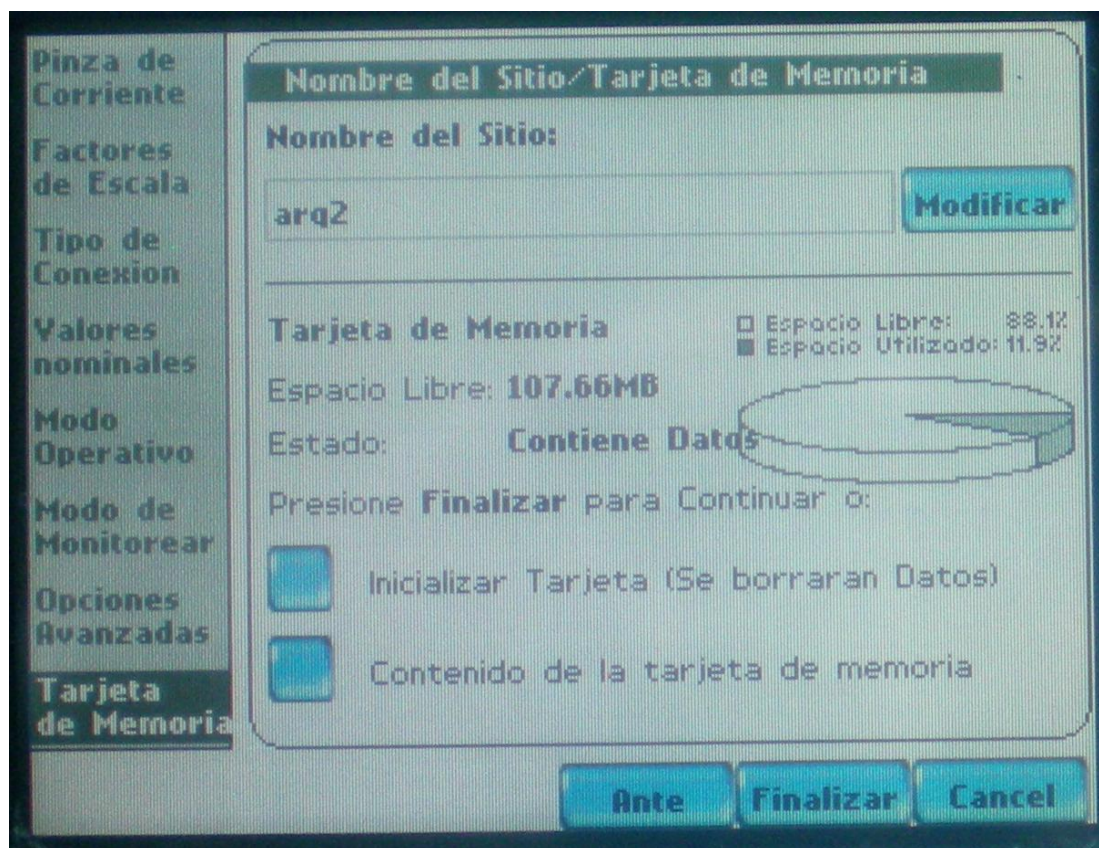 Pinza de
Corriente
Factores
de Escala
Tipo de
Conexion
Valores
nominales
Modo
Operativo
Modo de
Monitorear
Opciones
Avanzadas
Tarjeta
de Memoria
Nombre del Sitio/Tarjeta de Memoria
Nombre del Sitio:
arq2
Modificar
Tarjeta de Memoria
Espacio Libre: 88.1%
Espacio Utilizado: 11.9%
Espacio Libre: 107.66MB
Estado: Contiene Datos
Presione Finalizar para Continuar o:
Inicializar Tarjeta (Se borraran Datos)
Contenido de la tarjeta de memoria
Ante
Finalizar
Cancel